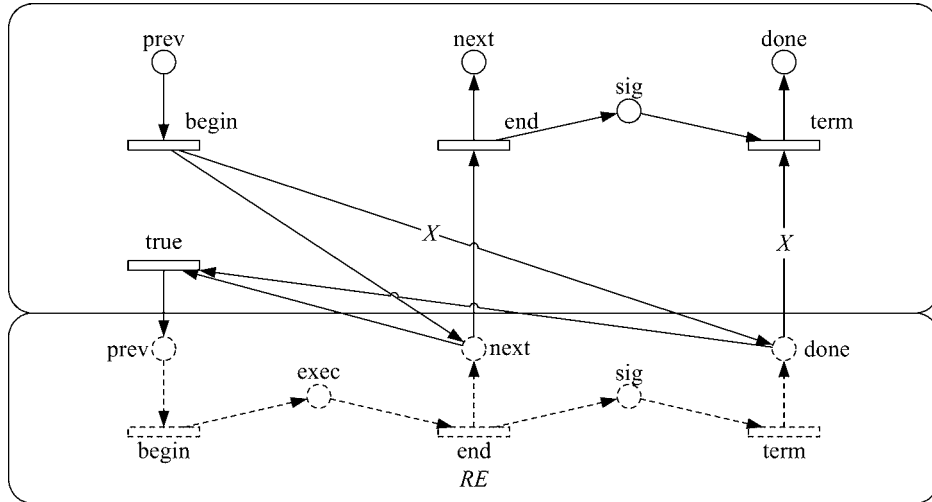 prev
next
done
sig
begin
end
term
X
X
true
prev
next
done
exec
sig
begin
end
term
RE